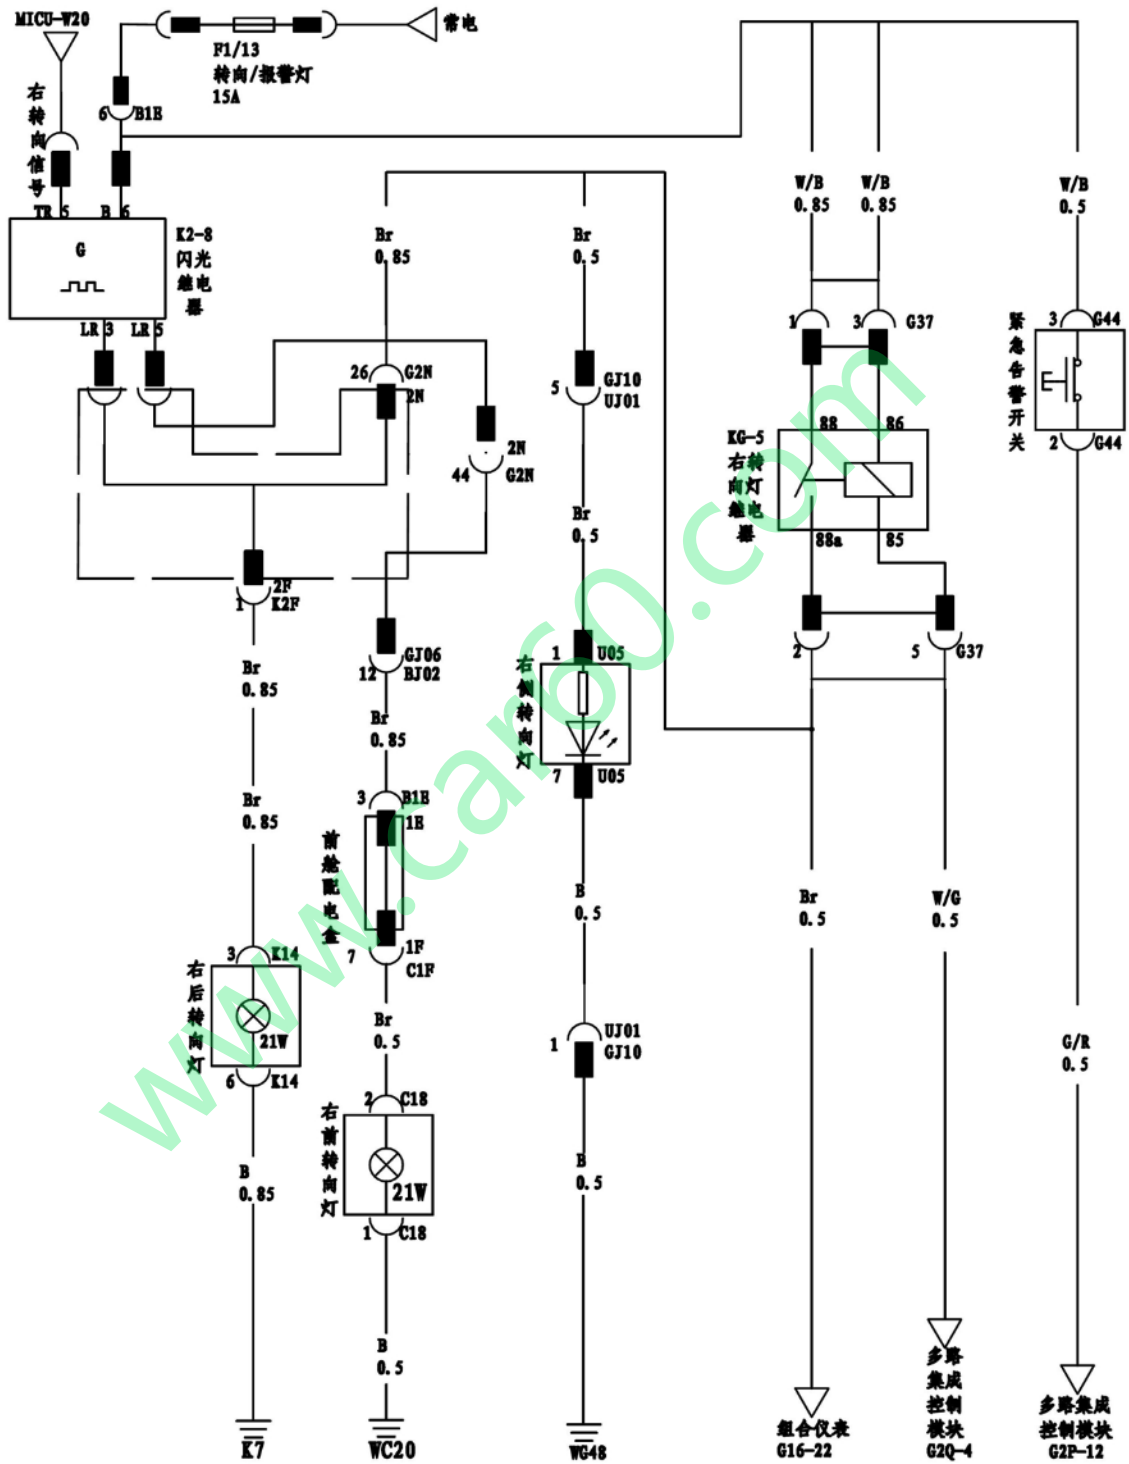 MICU-W20
常电
F1/13
转向/报警灯
15A
右转向信号
6 B1E
TR 5
B 6
G
K2-8
闪光继电器
LR 3
LR 5
Br
0.85
Br
0.5
W/B
0.85
W/B
0.85
W/B
0.5
26 G2N
2N
2N
44 G2N
5 GJ10
UJ01
1
3 G37
3 G44
紧急告警开关
2 G44
KG-5
右转向灯继电器
88
86
88a
85
Br
0.5
2F
1 K2F
2
5 G37
GJ06
12 BJ02
Br
0.85
Br
0.85
1 U05
右侧转向灯
7 U05
Br
0.85
3 B1E
1E
前舱配电盒
1F
7 C1F
B
0.5
Br
0.5
W/G
0.5
3 K14
右后转向灯
21W
6 K14
Br
0.5
UJ01
1 GJ10
G/R
0.5
2 C18
右前转向灯
21W
1 C18
B
0.85
B
0.5
B
0.5
K7
WC20
WG48
组合仪表
G16-22
多路集成控制模块
G2Q-4
多路集成
控制模块
G2P-12
www.car60.com